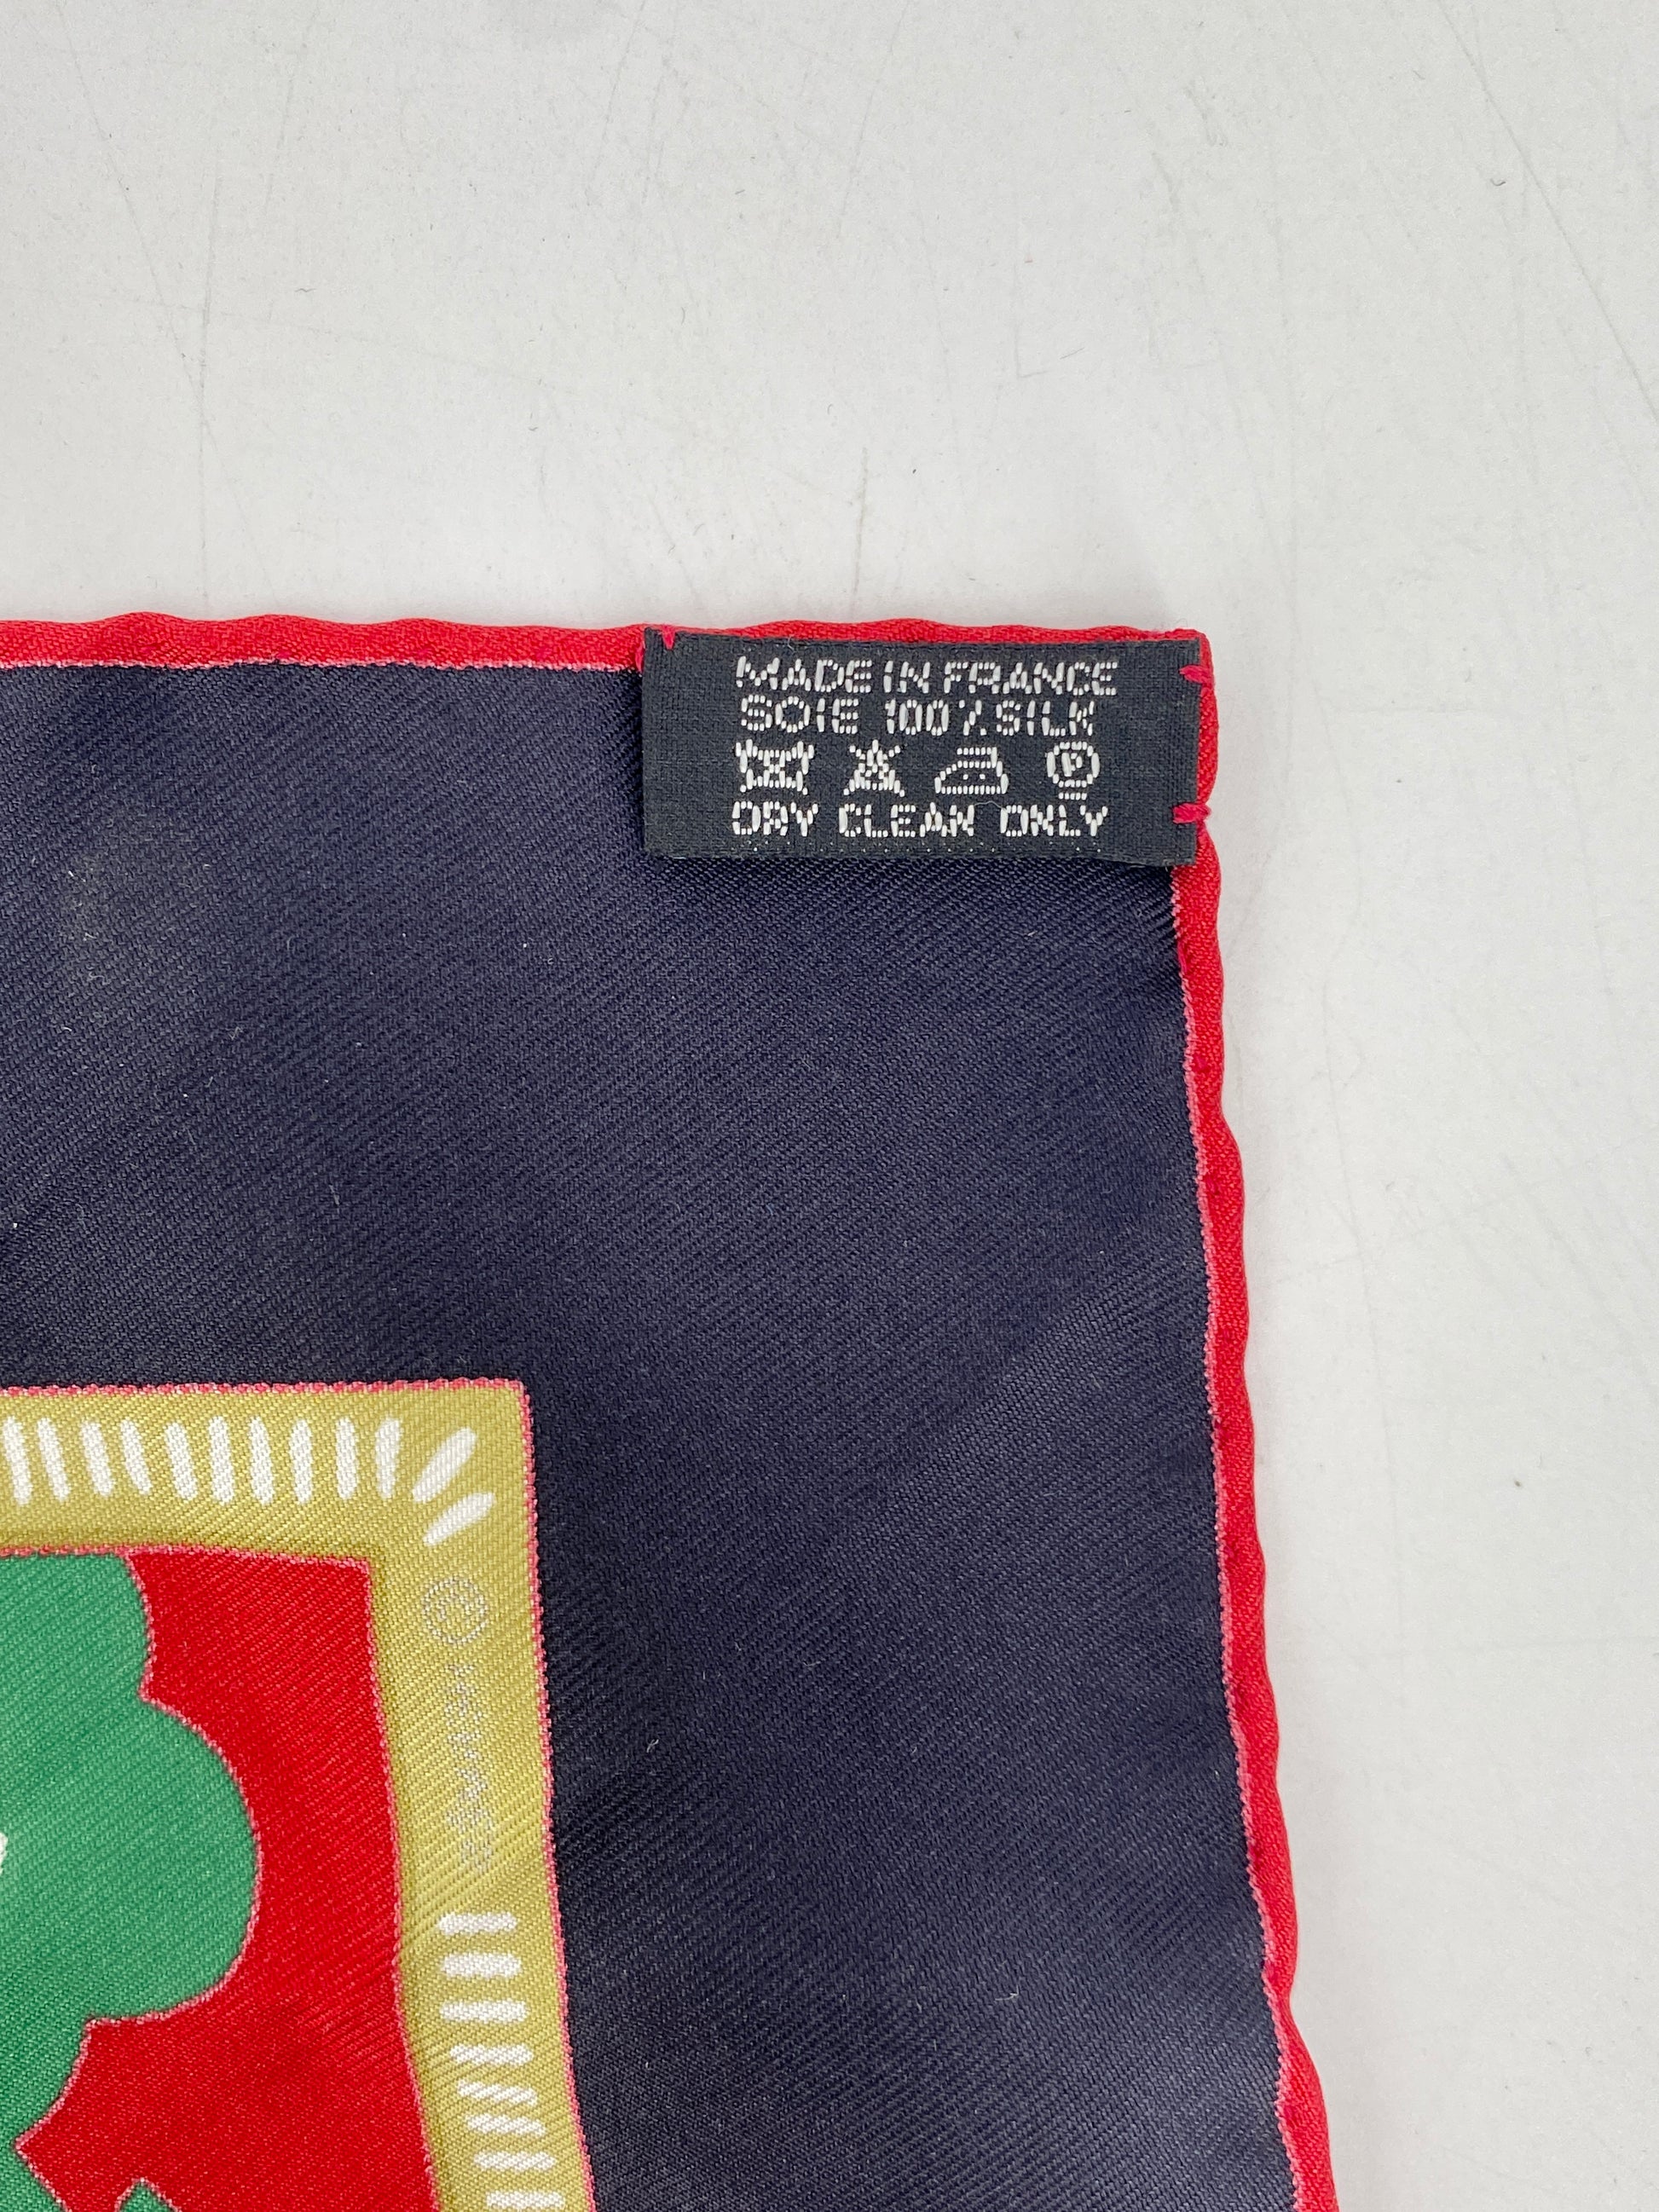 MADE IN FRANCE
SOIE 100% SILK
P
DRY CLEAN ONLY
©